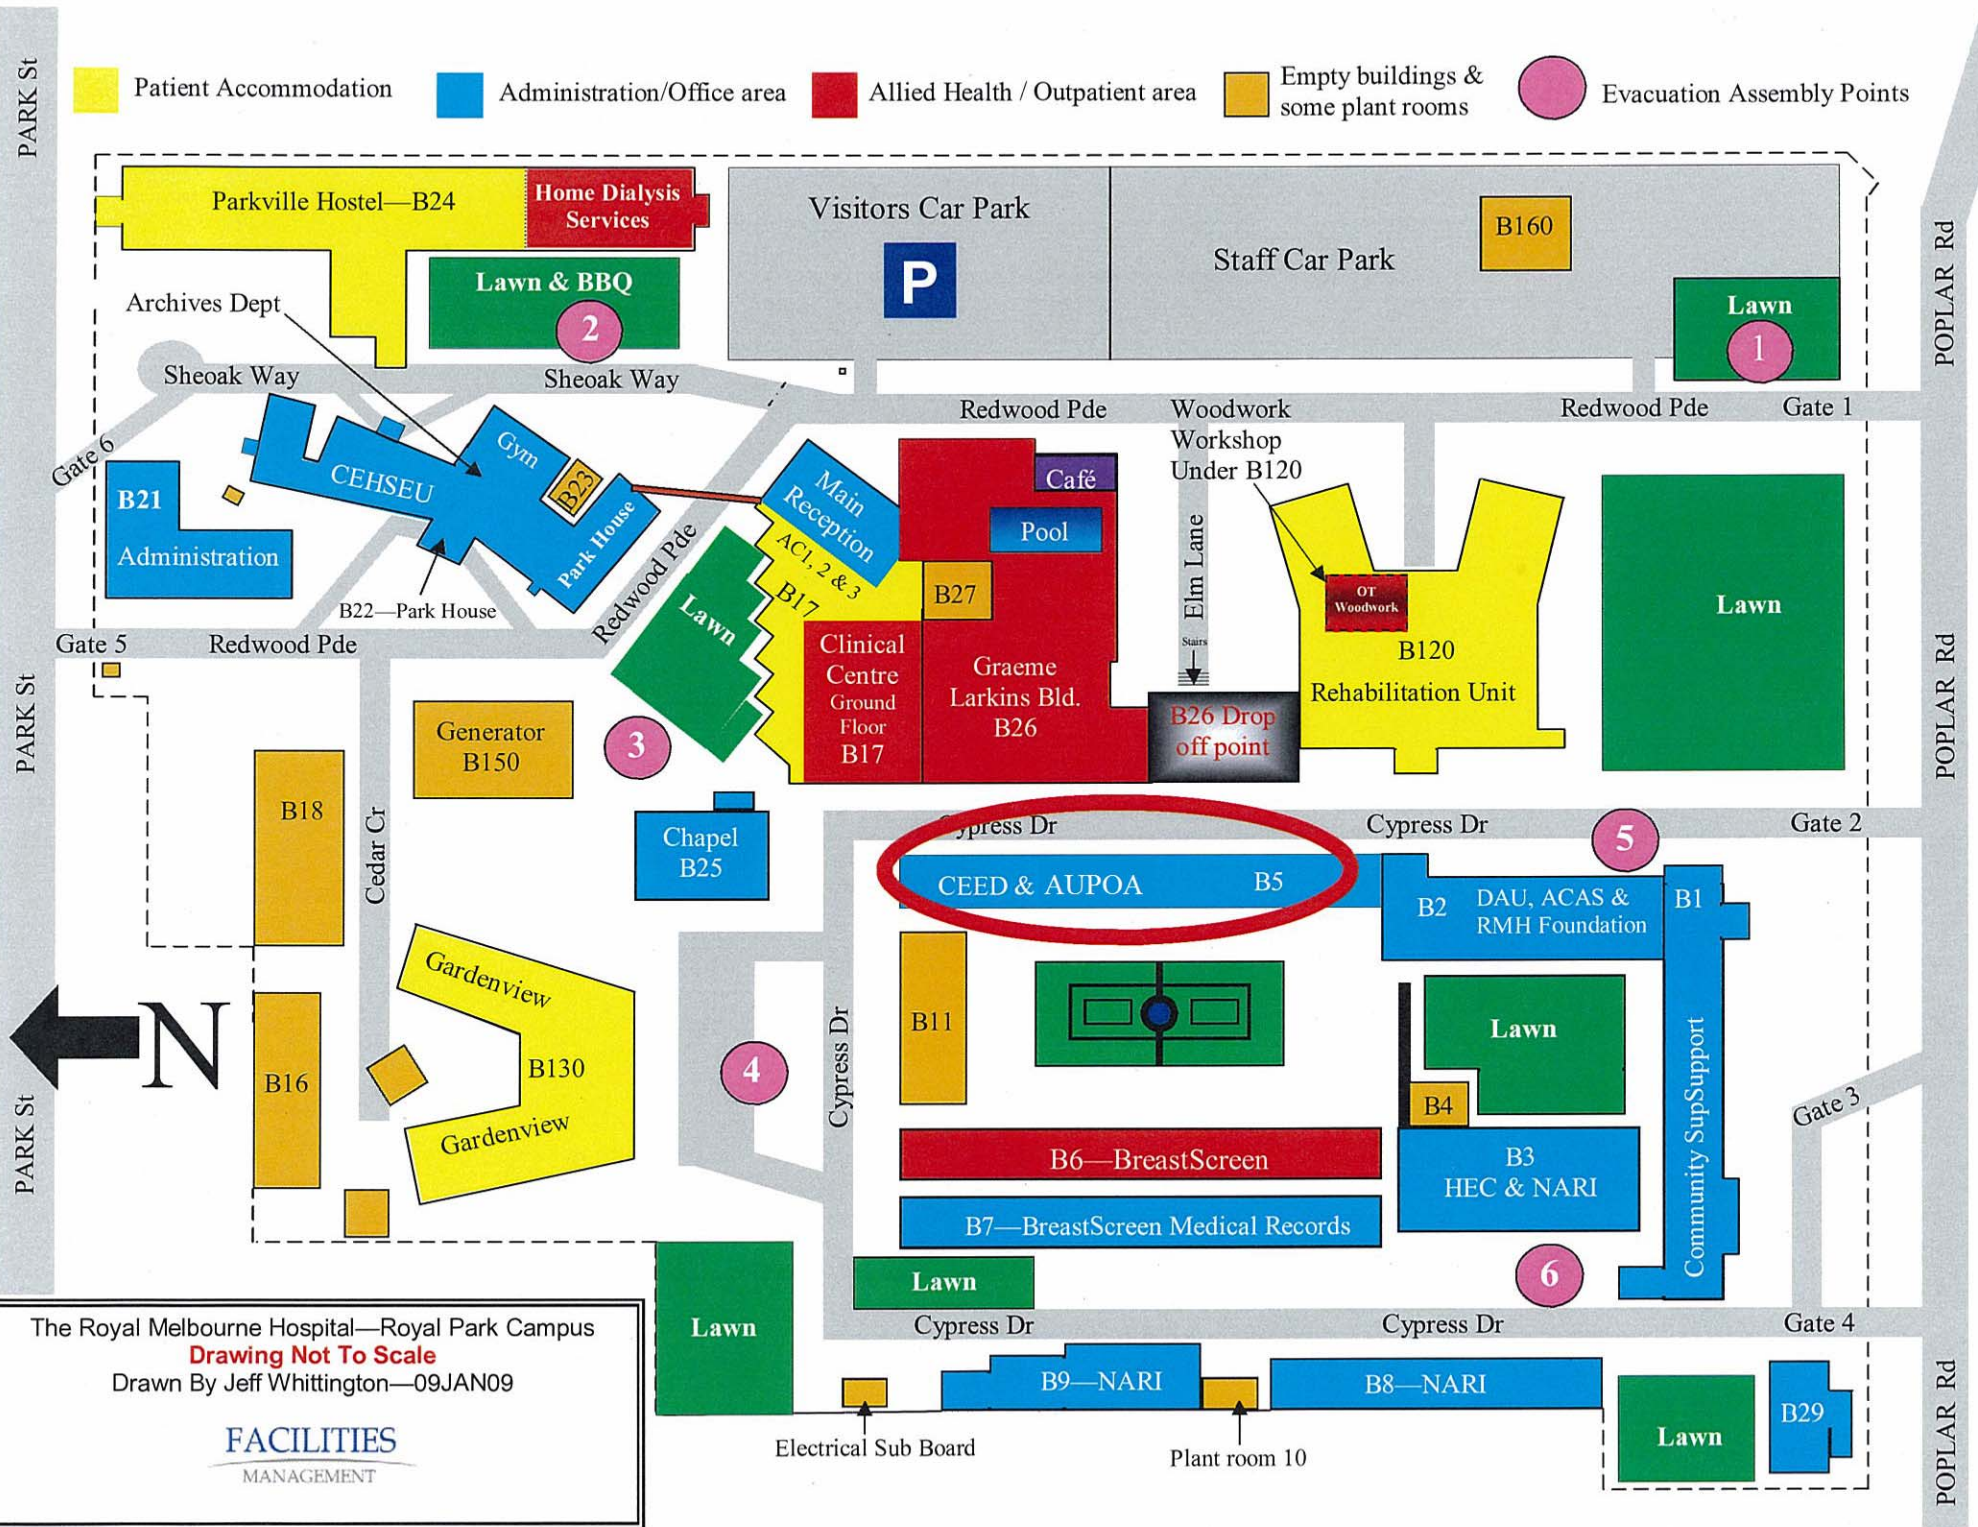 PARK St
Patient Accommodation
Administration/Office area
Allied Health / Outpatient area
Empty buildings &
some plant rooms
Evacuation Assembly Points
Parkville Hostel—B24
Home Dialysis
Services
Visitors Car Park
P
Staff Car Park
B160
POPLAR Rd
Lawn & BBQ
2
Archives Dept
Lawn
1
Sheoak Way
Sheoak Way
Redwood Pde
Woodwork
Workshop
Under B120
Redwood Pde
Gate 1
Gate 6
Gym
CEHSEU
B23
Park House
B21
Administration
B22—Park House
Main
Reception
AC1, 2 & 3
B17
Café
Pool
B27
Elm Lane
Stairs
OT
Woodwork
B120
Rehabilitation Unit
Lawn
Gate 5
Redwood Pde
Redwood Pde
Lawn
Clinical
Centre
Ground
Floor
B17
Graeme
Larkins Bld.
B26
B26 Drop
off point
PARK St
POPLAR Rd
Generator
B150
3
B18
Cedar Cr
Chapel
B25
Cypress Dr
Cypress Dr
5
Gate 2
CEED & AUPOA
B5
B2
DAU, ACAS &
RMH Foundation
B1
Gardenview
B130
Gardenview
N
B16
4
Cypress Dr
B11
Lawn
B4
Community SupSupport
Gate 3
PARK St
B6—BreastScreen
B3
HEC & NARI
B7—BreastScreen Medical Records
6
Lawn
Lawn
Cypress Dr
Cypress Dr
Gate 4
The Royal Melbourne Hospital—Royal Park Campus
Drawing Not To Scale
Drawn By Jeff Whittington—09JAN09
FACILITIES
MANAGEMENT
B9—NARI
B8—NARI
Lawn
B29
POPLAR Rd
Electrical Sub Board
Plant room 10